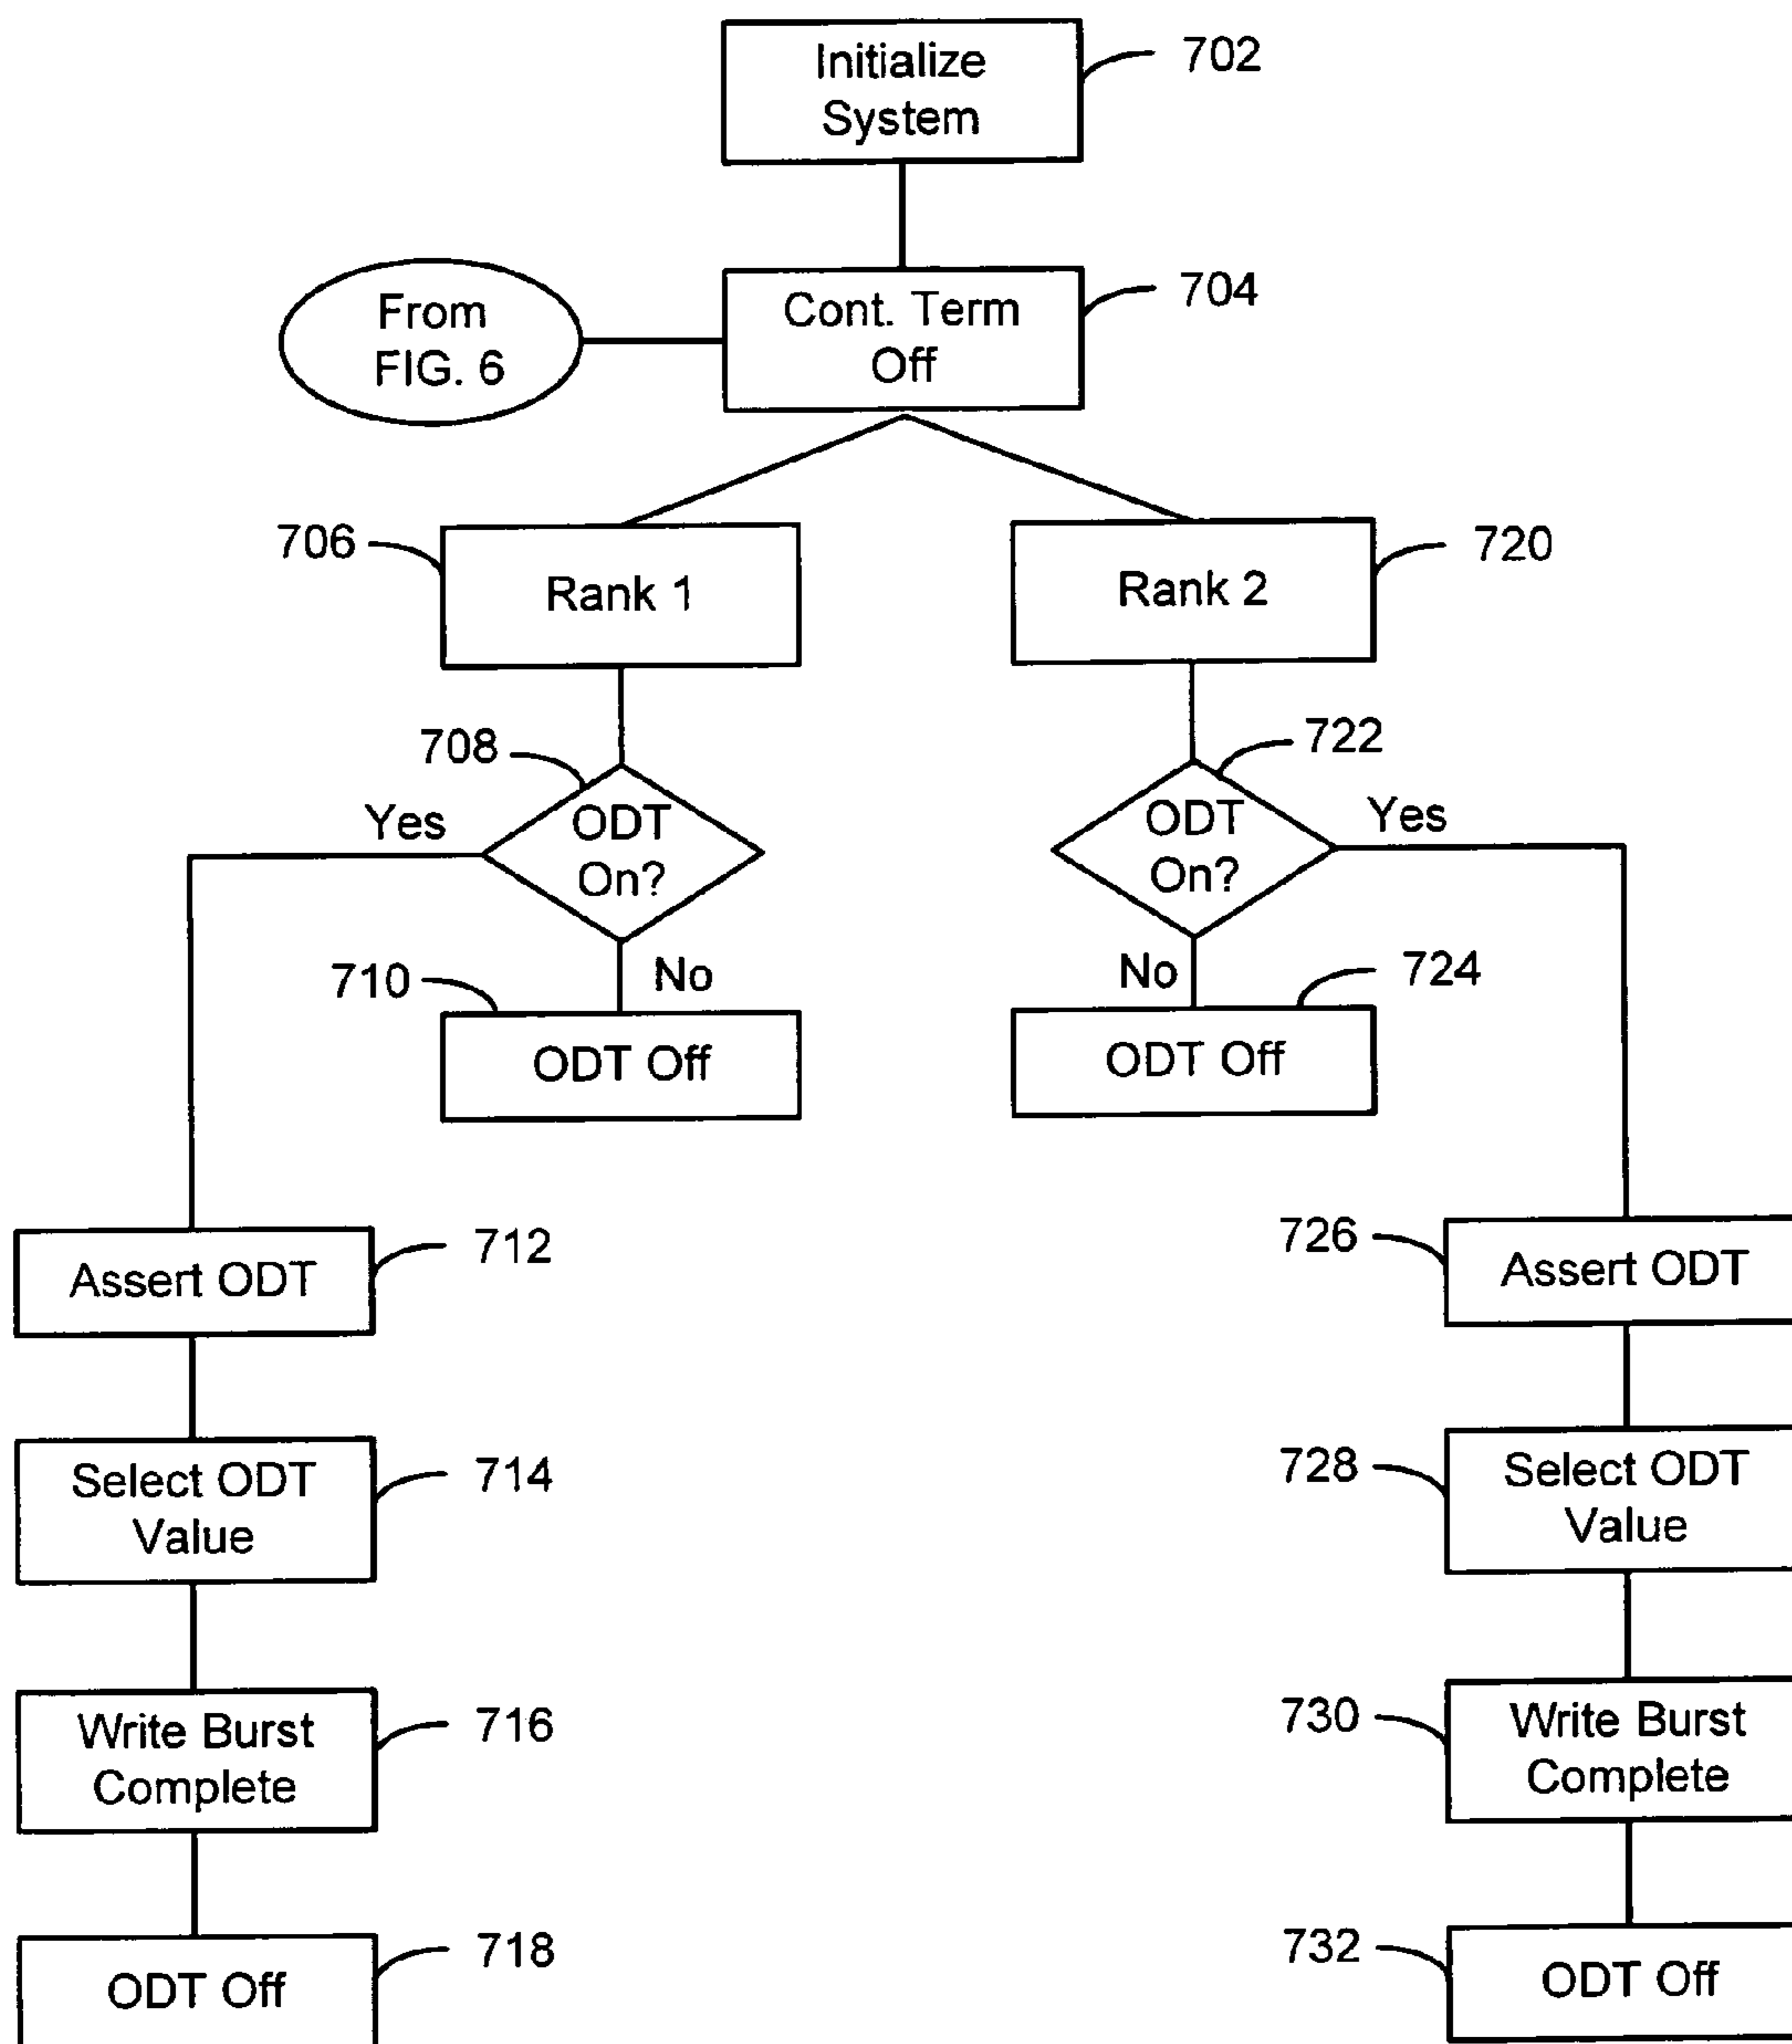 Initialize
System
702
From
FIG. 6
Cont. Term
Off
704
706
Rank 1
Rank 2
720
708
Yes
ODT
On?
722
ODT
On?
Yes
710
No
ODT Off
No
724
ODT Off
Assert ODT
712
726
Assert ODT
Select ODT
Value
714
728
Select ODT
Value
Write Burst
Complete
716
730
Write Burst
Complete
ODT Off
718
732
ODT Off